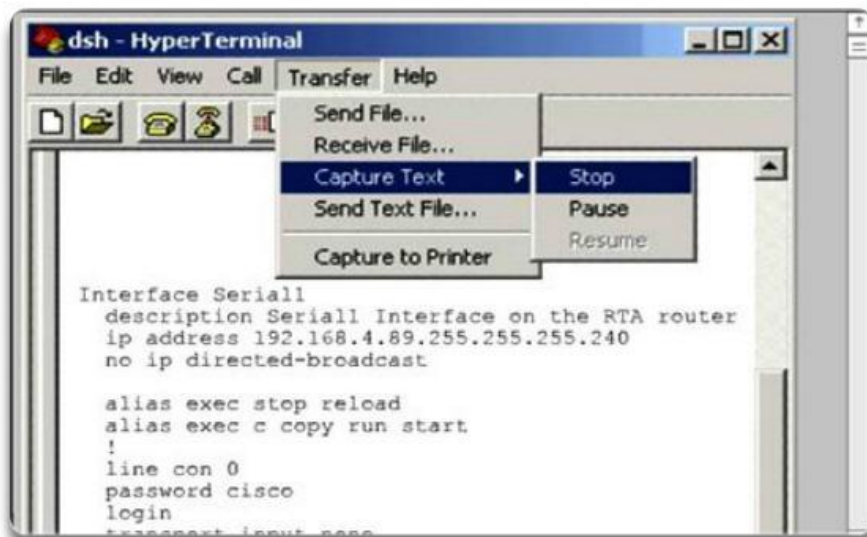 dsh - HyperTerminal
File Edit View Call Transfer Help
Send File...
Receive File...
Capture Text
Send Text File...
Capture to Printer
Stop
Pause
Resume
Interface Serial1
description Serial1 Interface on the RTA router
ip address 192.168.4.89.255.255.255.240
no ip directed-broadcast
alias exec stop reload
alias exec c copy run start
!
line con 0
password cisco
login
transport input none